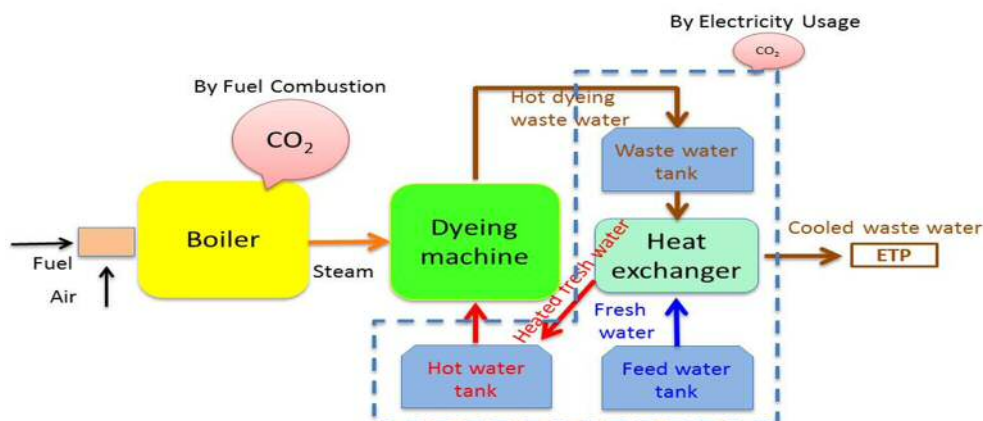 By Electricity Usage
CO₂
By Fuel Combustion
CO₂
Hot dyeing
waste water
Waste water
tank
Boiler
Dyeing
machine
Heat
exchanger
Cooled waste water
ETP
Fuel
Air
Steam
Heated fresh water
Fresh
water
Hot water
tank
Feed water
tank